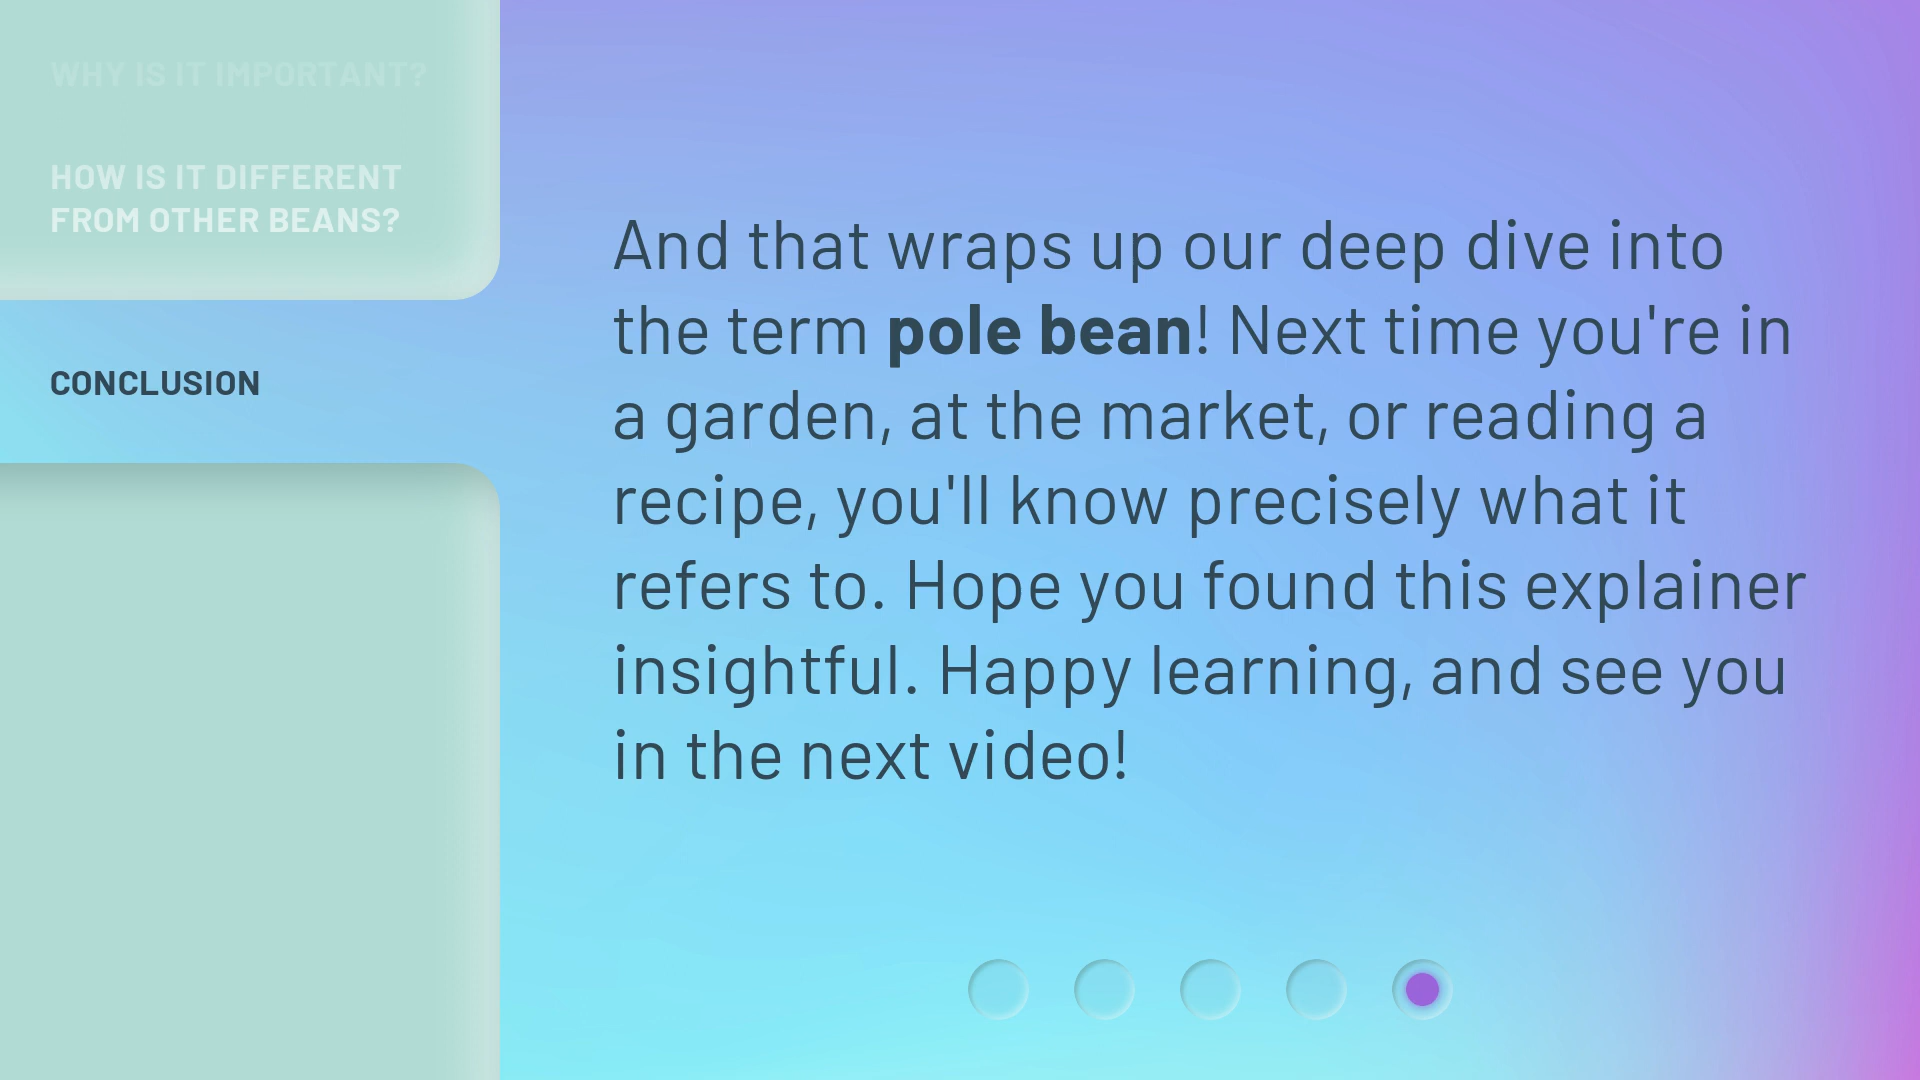 WHY IS IT IMPORTANT?
HOW IS IT DIFFERENT
FROM OTHER BEANS?
CONCLUSION
And that wraps up our deep dive into
the term pole bean! Next time you're in
a garden, at the market, or reading a
recipe, you'll know precisely what it
refers to. Hope you found this explainer
insightful. Happy learning, and see you
in the next video!